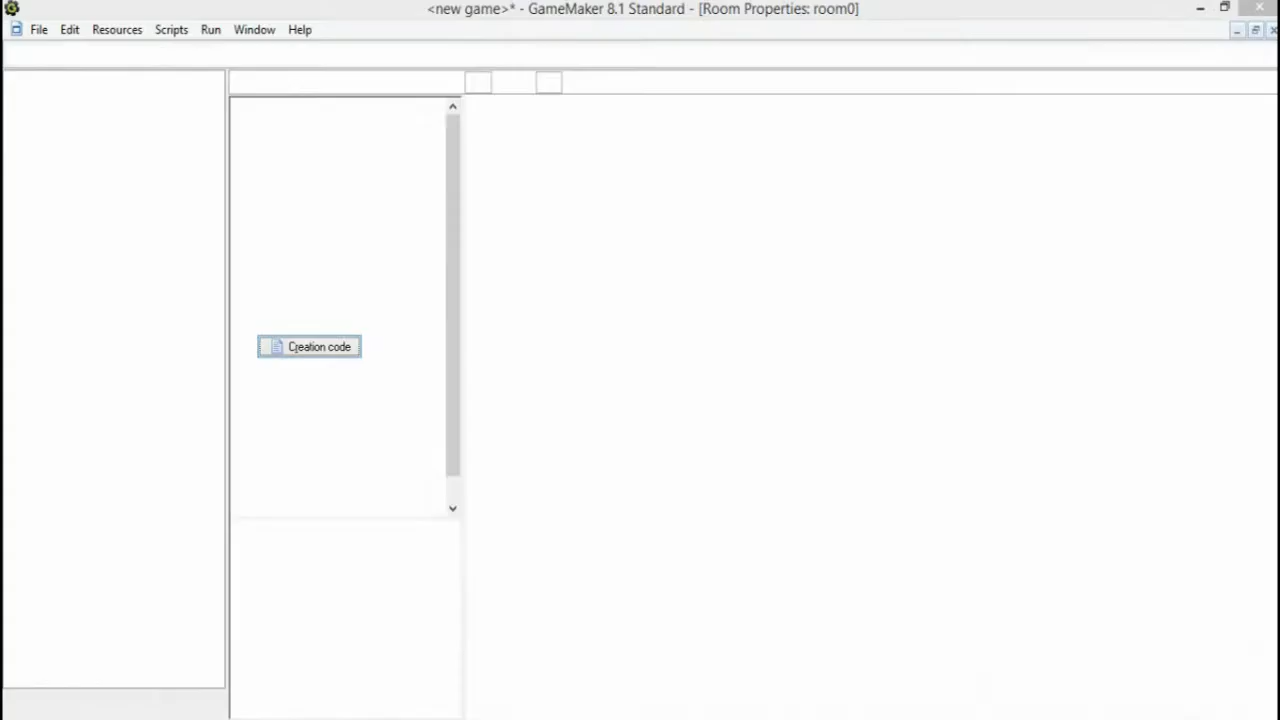 <new game>* - GameMaker 8.1 Standard - [Room Properties: room0]
File Edit Resources Scripts Run Window Help
Creation code